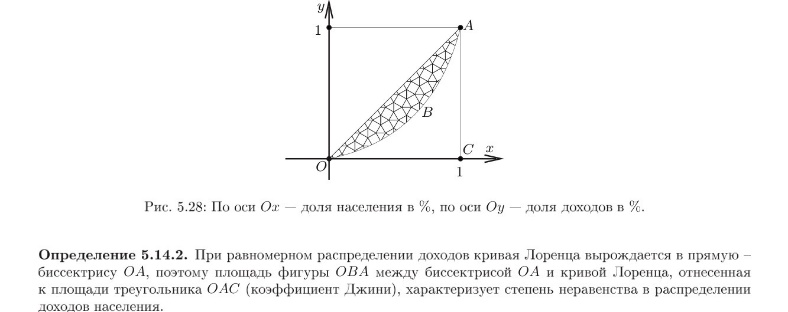 y
1
A
B
C x
O
1
Рис. 5.28: По оси Ox — доля населения в %, по оси Oy — доля доходов в %.
Определение 5.14.2. При равномерном распределении доходов кривая Лоренца вырождается в прямую –
биссектрису OA, поэтому площадь фигуры OBA между биссектрисой OA и кривой Лоренца, отнесенная
к площади треугольника OAC (коэффициент Джини), характеризует степень неравенства в распределении
доходов населения.